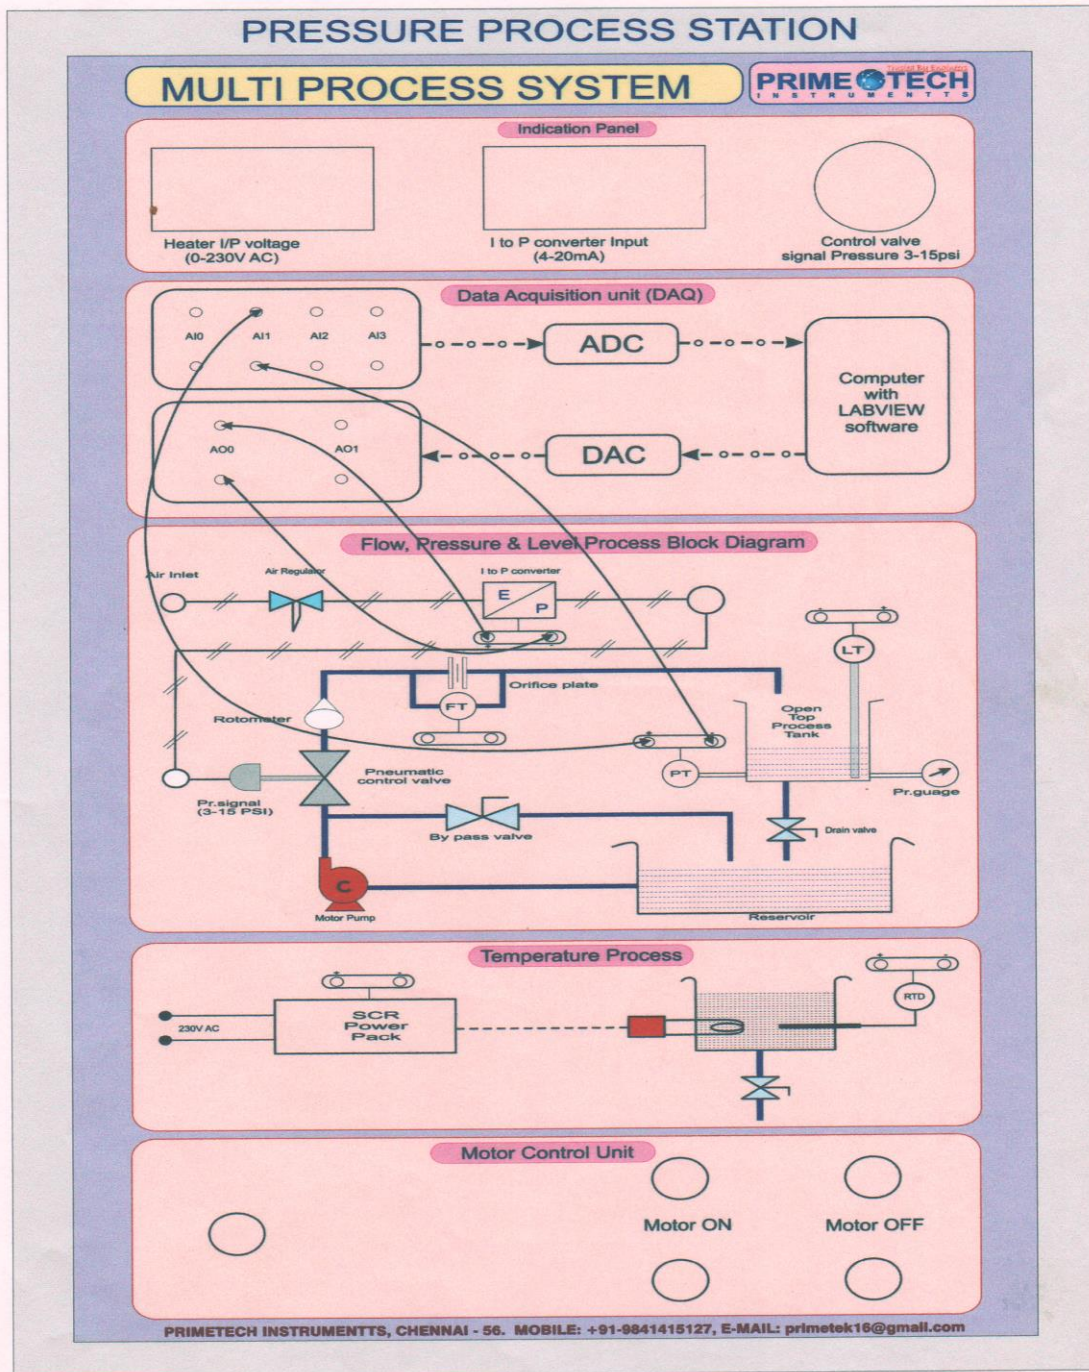 PRESSURE PROCESS STATION
MULTI PROCESS SYSTEM
PRIME TECH
INSTRUMENTTS
Indication Panel
Heater I/P voltage
(0-230V AC)
I to P converter Input
(4-20mA)
Control valve
signal Pressure 3-15psi
Data Acquisition unit (DAQ)
AI0
AI1
AI2
AI3
ADC
Computer
with
LABVIEW
software
AO0
AO1
DAC
Flow, Pressure & Level Process Block Diagram
Air Inlet
Air Regulator
I to P converter
E
P
LT
Orifice plate
FT
Rotometer
Open
Top
Process
Tank
Pneumatic
control valve
PT
Pr.guage
Pr.signal
(3-15 PSI)
By pass valve
Drain valve
C
Motor Pump
Reservoir
Temperature Process
230V AC
SCR
Power
Pack
RTD
Motor Control Unit
Motor ON
Motor OFF
PRIMETECH INSTRUMENTTS, CHENNAI - 56. MOBILE: +91-9841415127, E-MAIL: primetek16@gmail.com